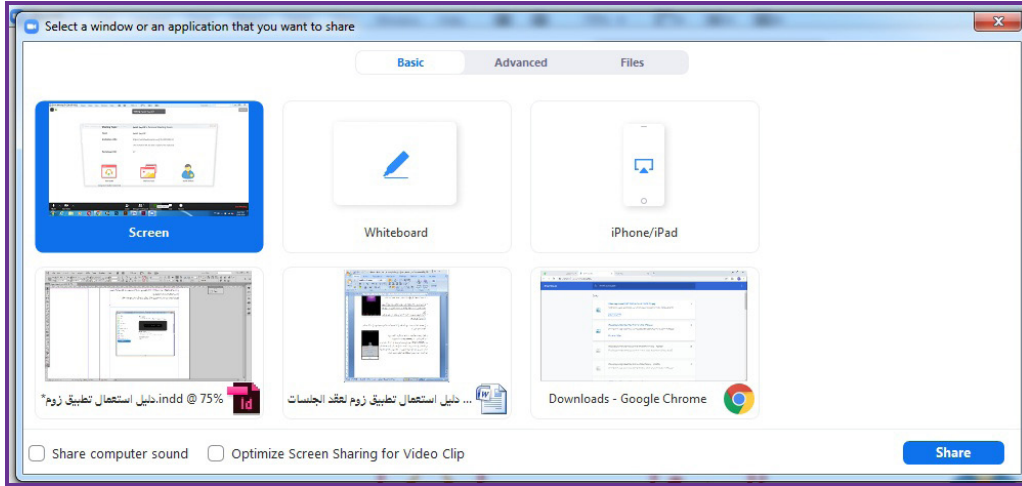 Select a window or an application that you want to share
Basic
Advanced
Files
Screen
Whiteboard
iPhone/iPad
*دليل استعمال تطبيق زوم.indd @ 75%
دليل استعمال تطبيق زوم لعقد الجلسات ...
Downloads - Google Chrome
Share computer sound
Optimize Screen Sharing for Video Clip
Share